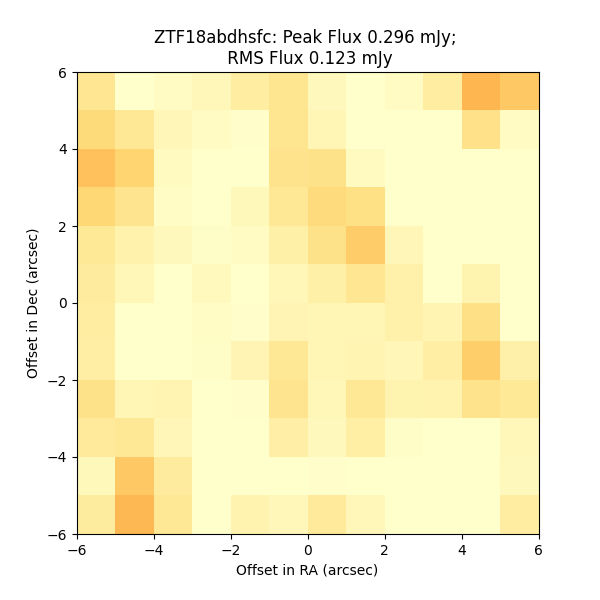 ZTF18abdhsfc: Peak Flux 0.296 mJy;
RMS Flux 0.123 mJy
6
4
2
0
−2
−4
−6
Offset in Dec (arcsec)
−6 −4 −2 0 2 4 6
Offset in RA (arcsec)